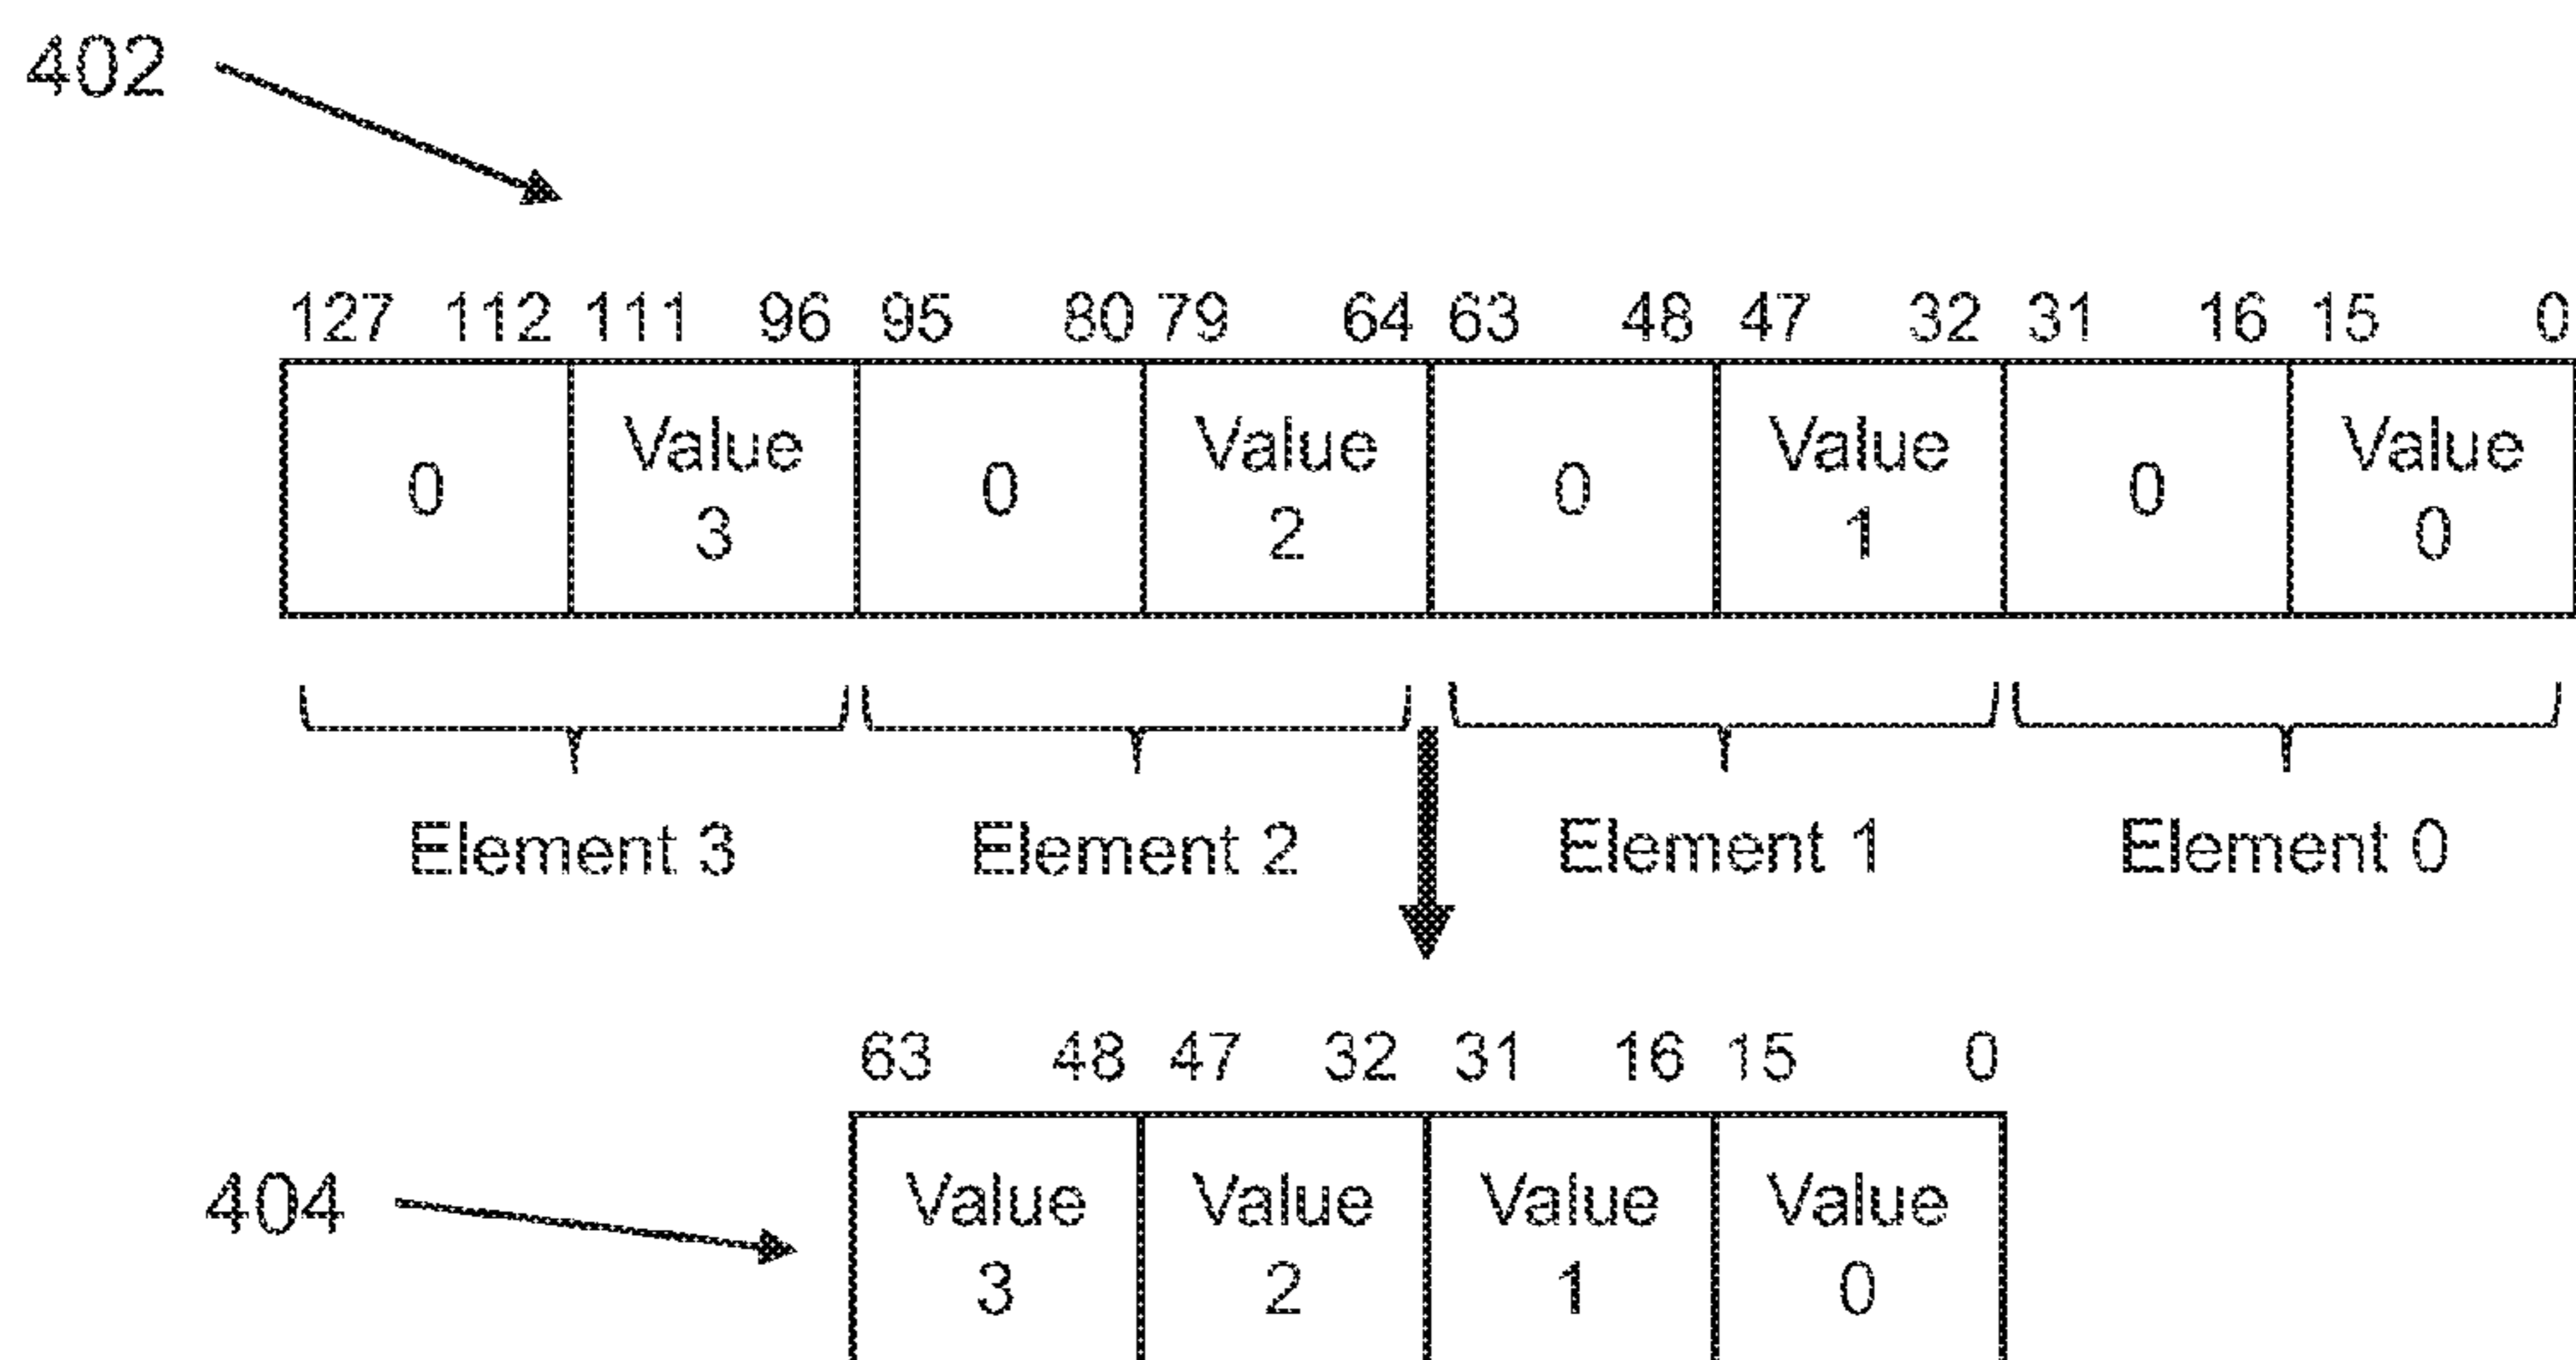 402
127 112 111 96 95 80 79 64 63 48 47 32 31 16 15 0
0 Value 3 0 Value 2 0 Value 1 0 Value 0
Element 3 Element 2 Element 1 Element 0
63 48 47 32 31 16 15 0
404
Value 3 Value 2 Value 1 Value 0